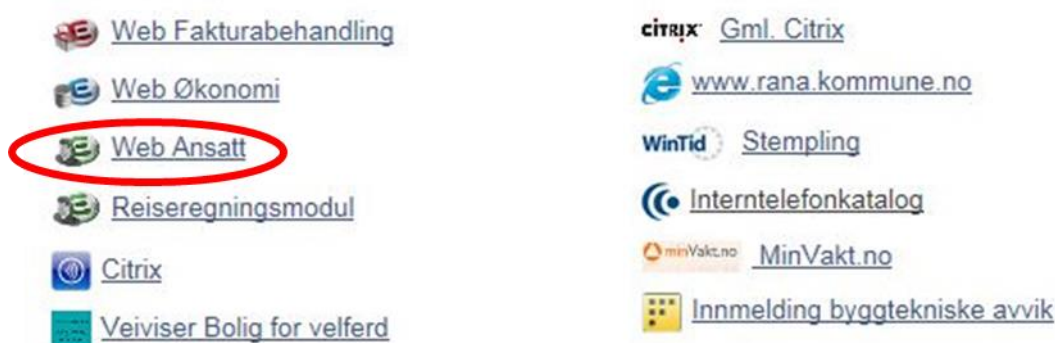 Web Fakturabehandling
Web Økonomi
Web Ansatt
Reiseregningsmodul
Citrix
Veiviser Bolig for velferd
CITRIX Gml. Citrix
www.rana.kommune.no
WinTid Stempling
Interntelefonkatalog
minVakt.no MinVakt.no
Innmelding byggtekniske avvik